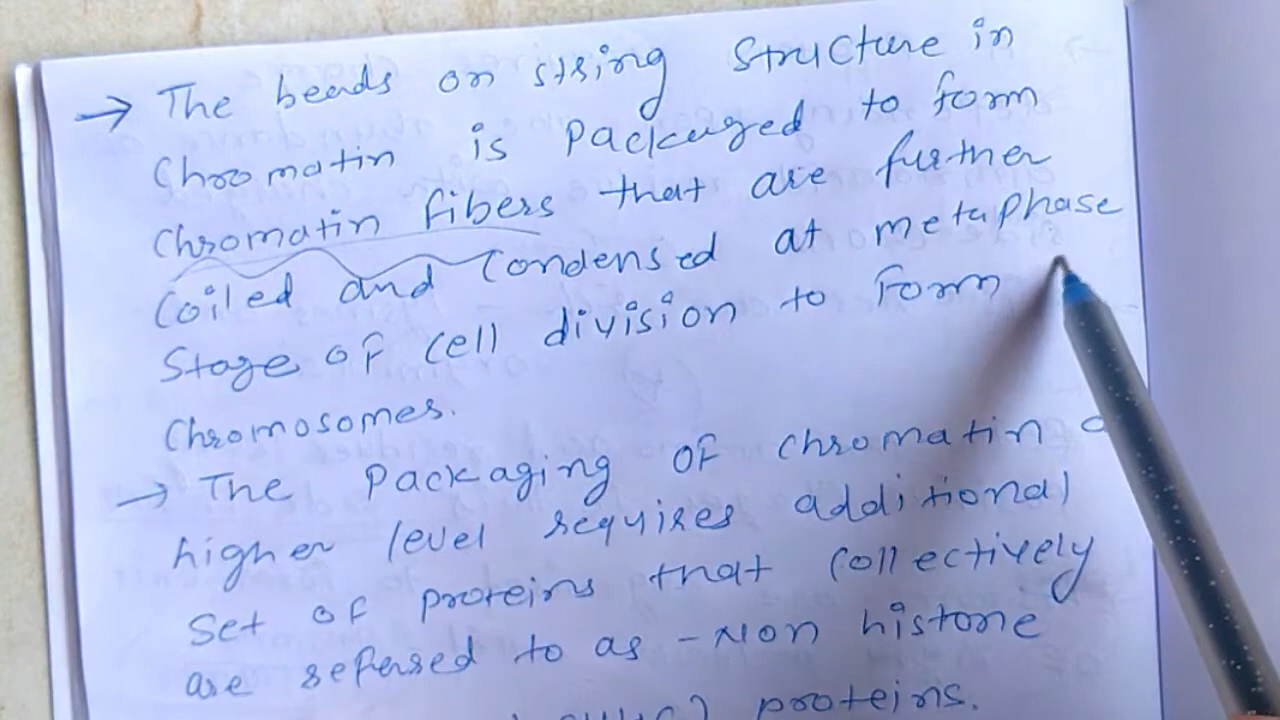 → The beads on string structure in
Chromatin is Packaged to form
Chromatin fibers that are further
Coiled and Condensed at metaphase
Stage of cell division to form
Chromosomes.
→ The Packaging of chromatin
higher level requires additional
Set of proteins that collectively
are refersed to as - Non histone
proteins.